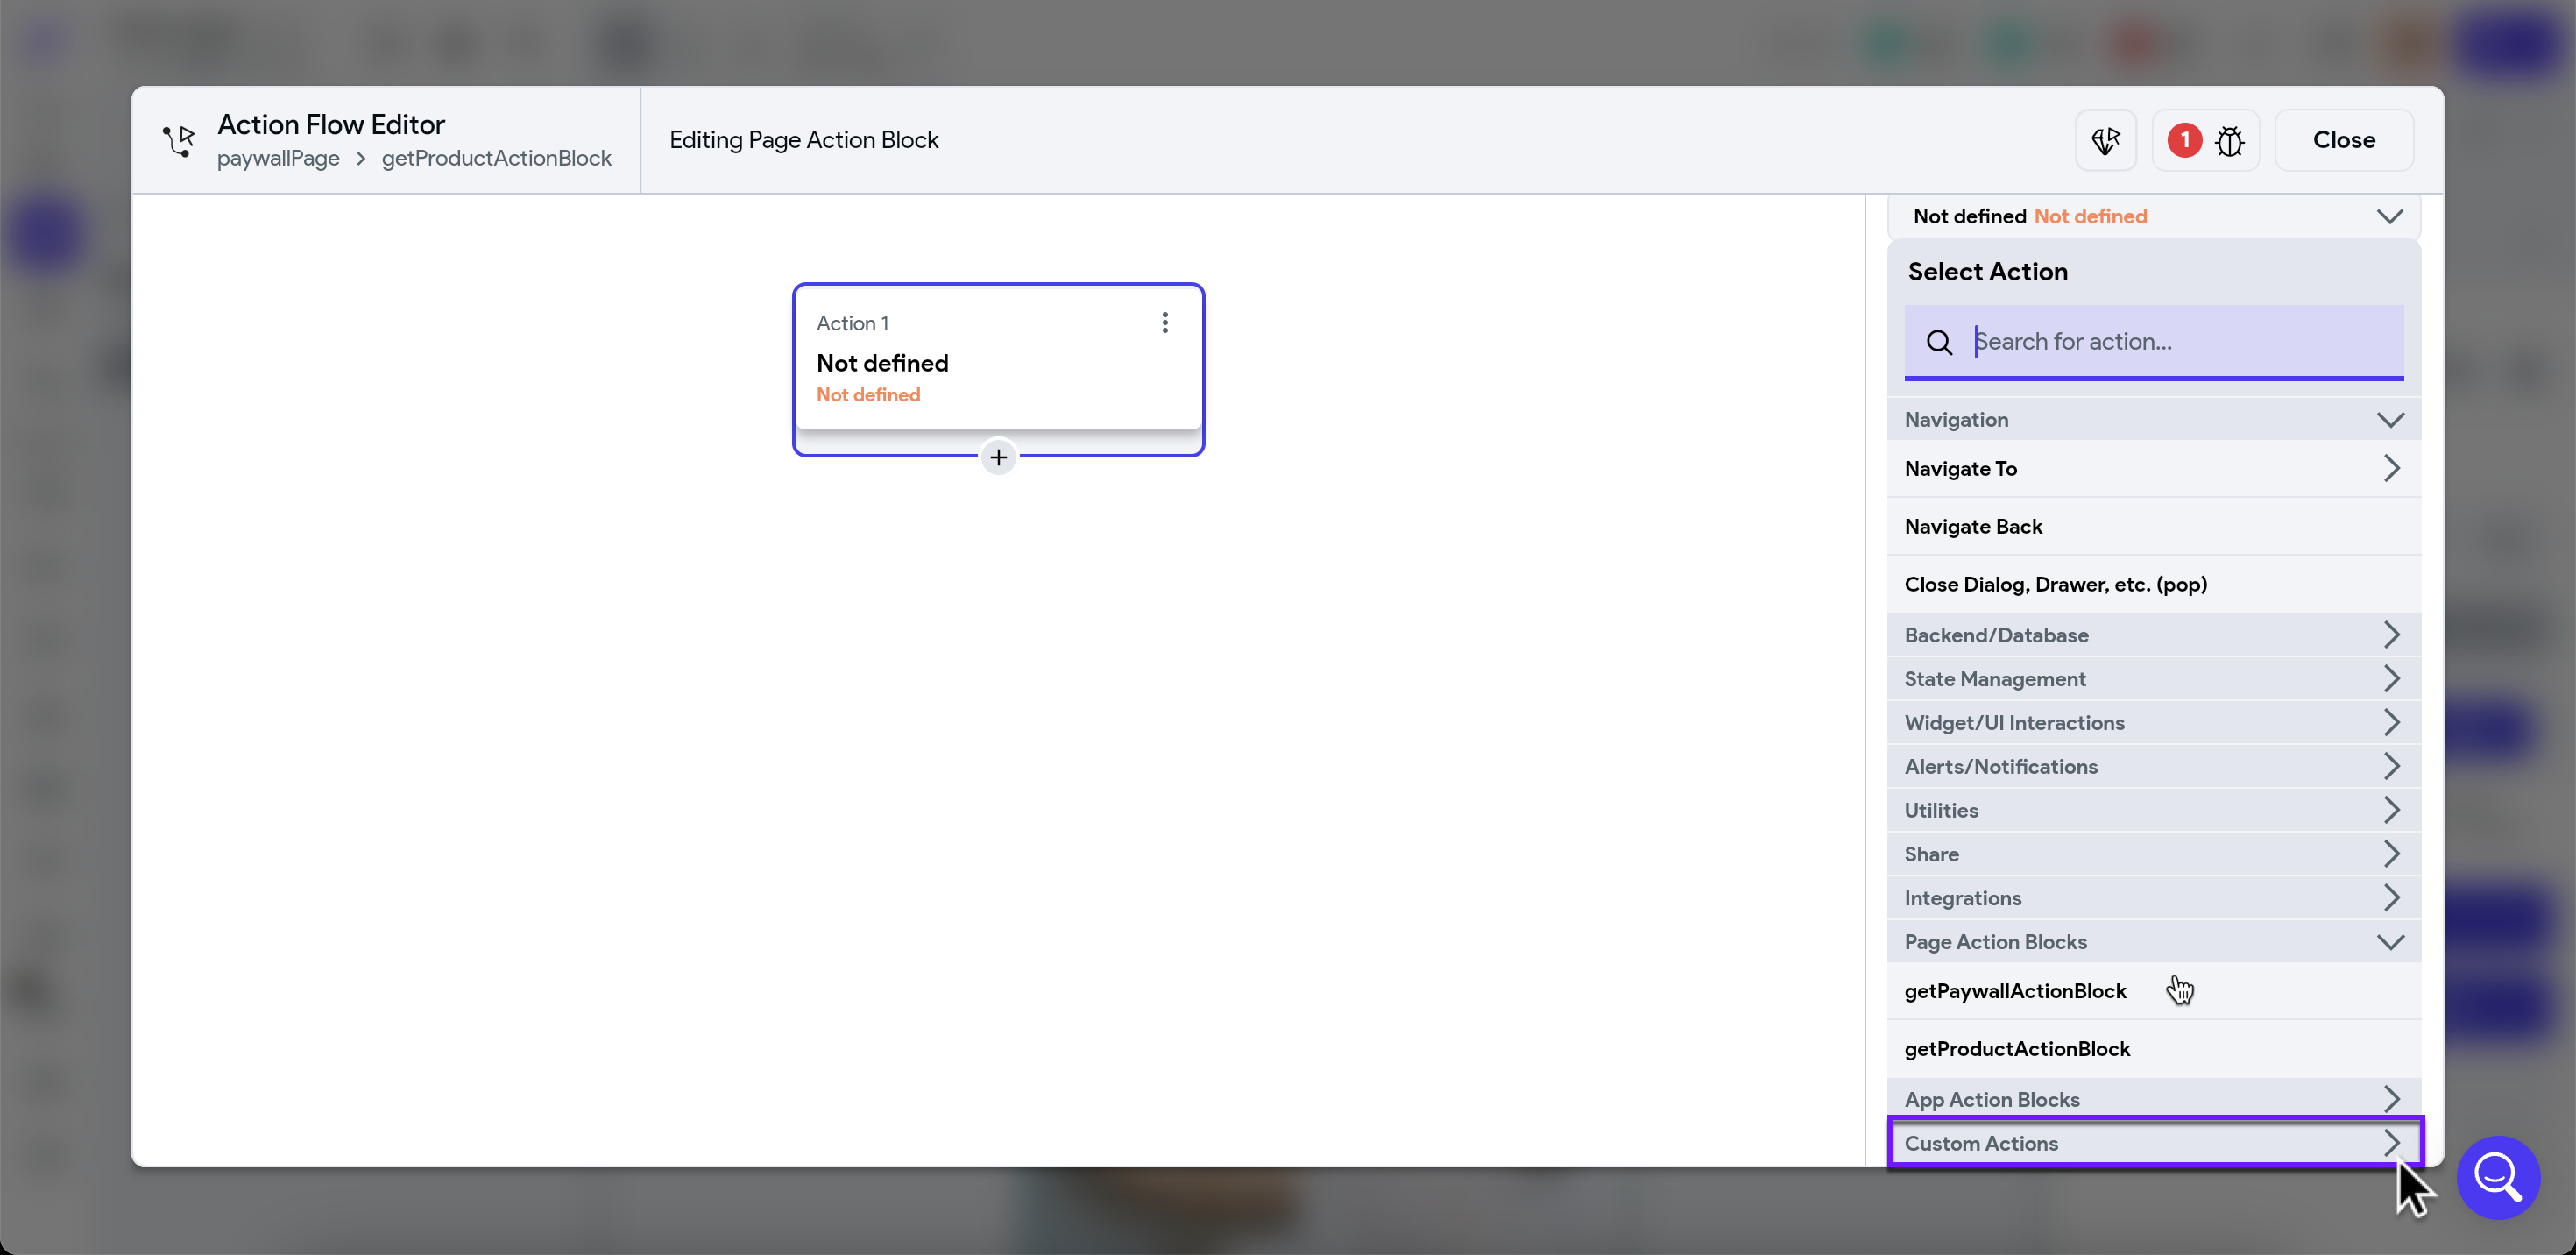 Action Flow Editor
paywallPage > getProductActionBlock
Editing Page Action Block
1
Close
Not defined Not defined
Select Action
Search for action...
Action 1
Not defined
Not defined
Navigation
Navigate To
Navigate Back
Close Dialog, Drawer, etc. (pop)
Backend/Database
State Management
Widget/UI Interactions
Alerts/Notifications
Utilities
Share
Integrations
Page Action Blocks
getPaywallActionBlock
getProductActionBlock
App Action Blocks
Custom Actions